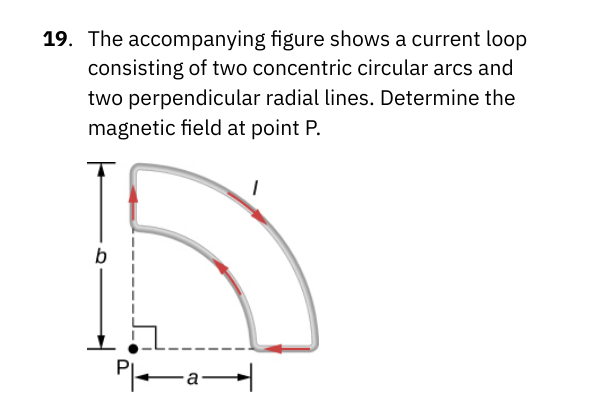 19. The accompanying figure shows a current loop
consisting of two concentric circular arcs and
two perpendicular radial lines. Determine the
magnetic field at point P.
I
b
P
a